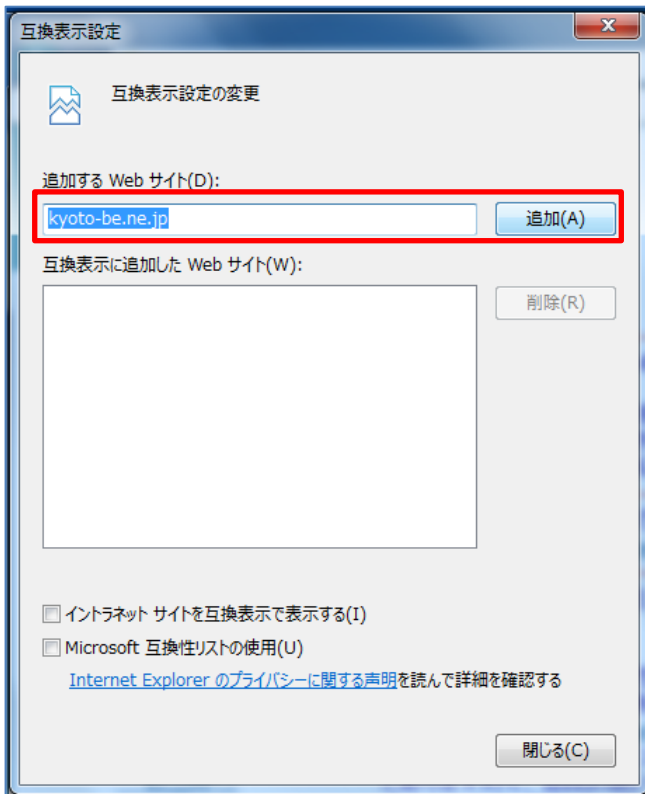 互換表示設定
互換表示設定の変更
追加する Web サイト(D):
kyoto-be.ne.jp
追加(A)
互換表示に追加した Web サイト(W):
削除(R)
イントラネット サイトを互換表示で表示する(I)
Microsoft 互換性リストの使用(U)
Internet Explorer のプライバシーに関する声明を読んで詳細を確認する
閉じる(C)